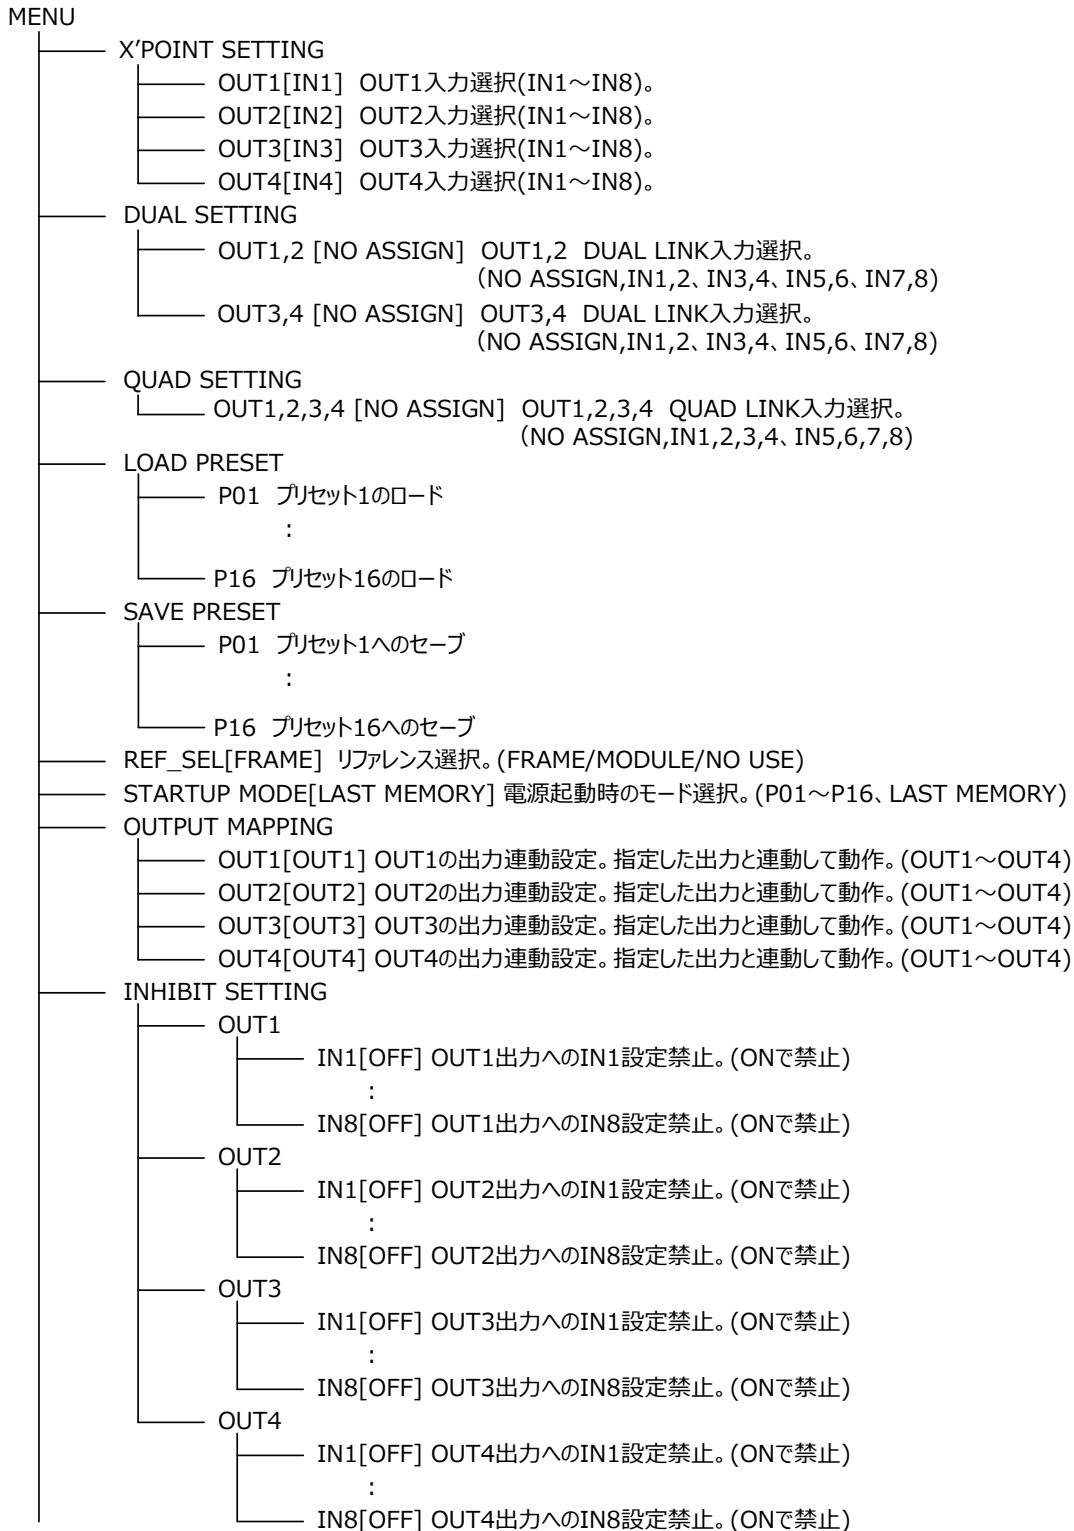 MENU
X’POINT SETTING
OUT1[IN1] OUT1入力選択(IN1～IN8)。
OUT2[IN2] OUT2入力選択(IN1～IN8)。
OUT3[IN3] OUT3入力選択(IN1～IN8)。
OUT4[IN4] OUT4入力選択(IN1～IN8)。
DUAL SETTING
OUT1,2 [NO ASSIGN] OUT1,2 DUAL LINK入力選択。
（NO ASSIGN,IN1,2、IN3,4、IN5,6、IN7,8)
OUT3,4 [NO ASSIGN] OUT3,4 DUAL LINK入力選択。
（NO ASSIGN,IN1,2、IN3,4、IN5,6、IN7,8)
QUAD SETTING
OUT1,2,3,4 [NO ASSIGN] OUT1,2,3,4 QUAD LINK入力選択。
（NO ASSIGN,IN1,2,3,4、IN5,6,7,8)
LOAD PRESET
P01 プリセット1のロード
：
P16 プリセット16のロード
SAVE PRESET
P01 プリセット1へのセーブ
：
P16 プリセット16へのセーブ
REF_SEL[FRAME] リファレンス選択。(FRAME/MODULE/NO USE)
STARTUP MODE[LAST MEMORY] 電源起動時のモード選択。(P01～P16、LAST MEMORY)
OUTPUT MAPPING
OUT1[OUT1] OUT1の出力連動設定。指定した出力と連動して動作。(OUT1～OUT4)
OUT2[OUT2] OUT2の出力連動設定。指定した出力と連動して動作。(OUT1～OUT4)
OUT3[OUT3] OUT3の出力連動設定。指定した出力と連動して動作。(OUT1～OUT4)
OUT4[OUT4] OUT4の出力連動設定。指定した出力と連動して動作。(OUT1～OUT4)
INHIBIT SETTING
OUT1
IN1[OFF] OUT1出力へのIN1設定禁止。(ONで禁止)
：
IN8[OFF] OUT1出力へのIN8設定禁止。(ONで禁止)
OUT2
IN1[OFF] OUT2出力へのIN1設定禁止。(ONで禁止)
：
IN8[OFF] OUT2出力へのIN8設定禁止。(ONで禁止)
OUT3
IN1[OFF] OUT3出力へのIN1設定禁止。(ONで禁止)
：
IN8[OFF] OUT3出力へのIN8設定禁止。(ONで禁止)
OUT4
IN1[OFF] OUT4出力へのIN1設定禁止。(ONで禁止)
：
IN8[OFF] OUT4出力へのIN8設定禁止。(ONで禁止)